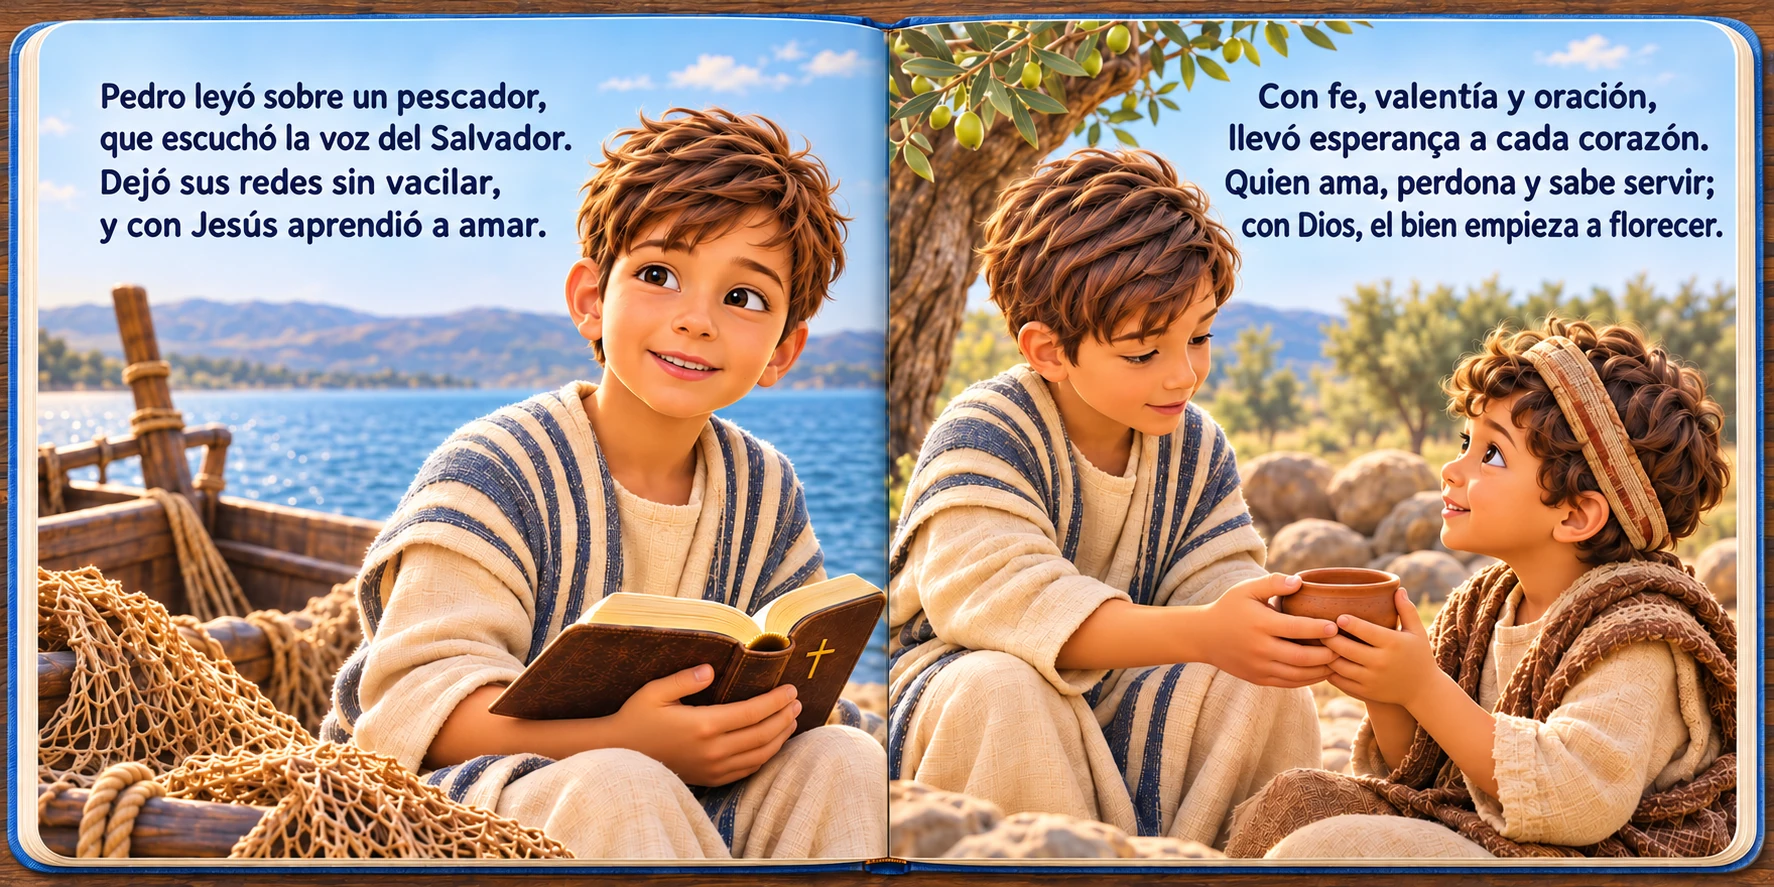 Pedro leyó sobre un pescador,
que escuchó la voz del Salvador.
Dejó sus redes sin vacilar,
y con Jesús aprendió a amar.
Con fe, valentía y oración,
llevó esperança a cada corazón.
Quien ama, perdona y sabe servir;
con Dios, el bien empieza a florecer.